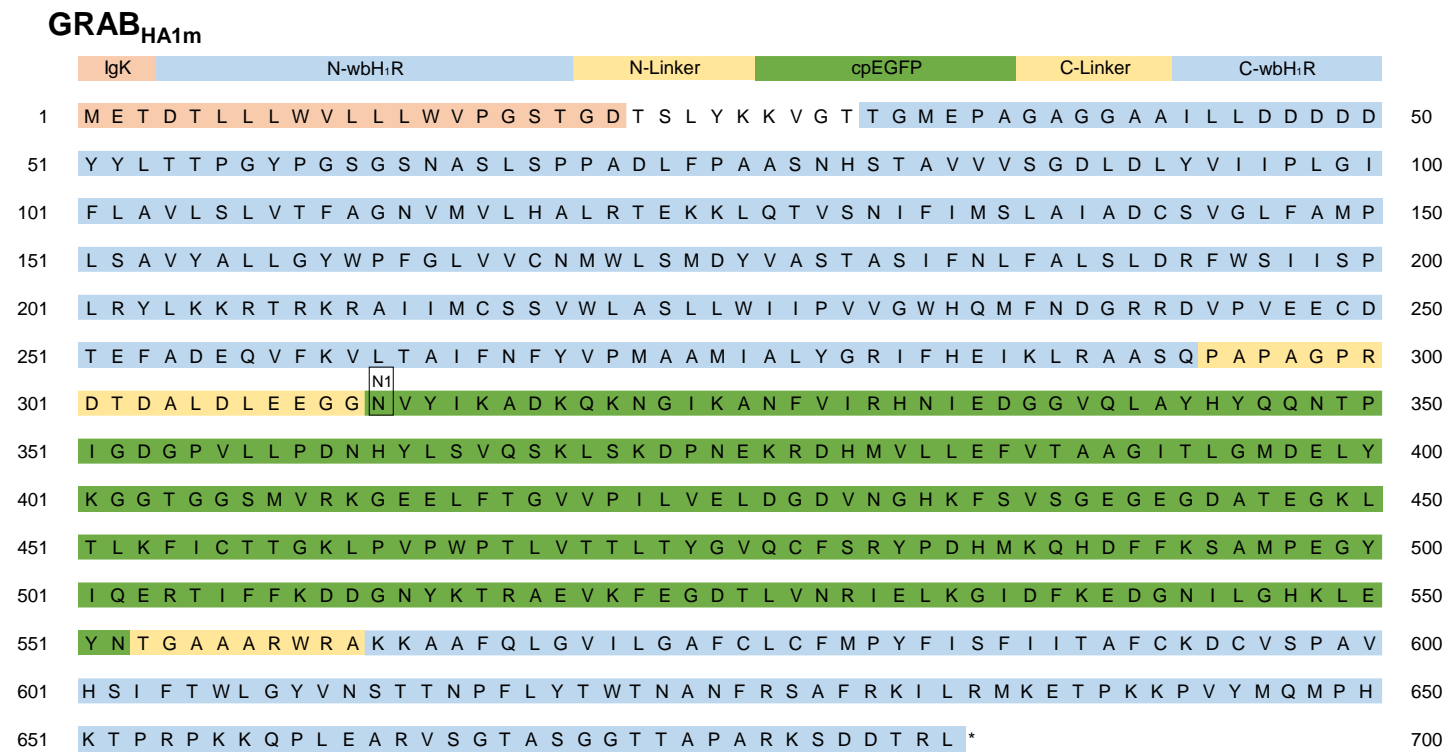 GRABHA1m
IgK N-wbH₁R N-Linker cpEGFP C-Linker C-wbH₁R
1 M E T D T L L L W V L L L W V P G S T G D T S L Y K K V G T T G M E P A G A G G A A I L L D D D D D 50
51 Y Y L T T P G Y P G S G S N A S L S P P A D L F P A A S N H S T A V V V S G D L D L Y V I I P L G I 100
101 F L A V L S L V T F A G N V M V L H A L R T E K K L Q T V S N I F I M S L A I A D C S V G L F A M P 150
151 L S A V Y A L L G Y W P F G L V V C N M W L S M D Y V A S T A S I F N L F A L S L D R F W S I I S P 200
201 L R Y L K K R T R K R A I I M C S S V W L A S L L W I I P V V G W H Q M F N D G R R D V P V E E C D 250
251 T E F A D E Q V F K V L T A I F N F Y V P M A A M I A L Y G R I F H E I K L R A A S Q P A P A G P R 300
N1
301 D T D A L D L E E G G N V Y I K A D K Q K N G I K A N F V I R H N I E D G G V Q L A Y H Y Q Q N T P 350
351 I G D G P V L L P D N H Y L S V Q S K L S K D P N E K R D H M V L L E F V T A A G I T L G M D E L Y 400
401 K G G T G G S M V R K G E E L F T G V V P I L V E L D G D V N G H K F S V S G E G E G D A T E G K L 450
451 T L K F I C T T G K L P V P W P T L V T T L T Y G V Q C F S R Y P D H M K Q H D F F K S A M P E G Y 500
501 I Q E R T I F F K D D G N Y K T R A E V K F E G D T L V N R I E L K G I D F K E D G N I L G H K L E 550
551 Y N T G A A A R W R A K K A A F Q L G V I L G A F C L C F M P Y F I S F I I T A F C K D C V S P A V 600
601 H S I F T W L G Y V N S T T N P F L Y T W T N A N F R S A F R K I L R M K E T P K K P V Y M Q M P H 650
651 K T P R P K K Q P L E A R V S G T A S G G T T A P A R K S D D T R L * 700